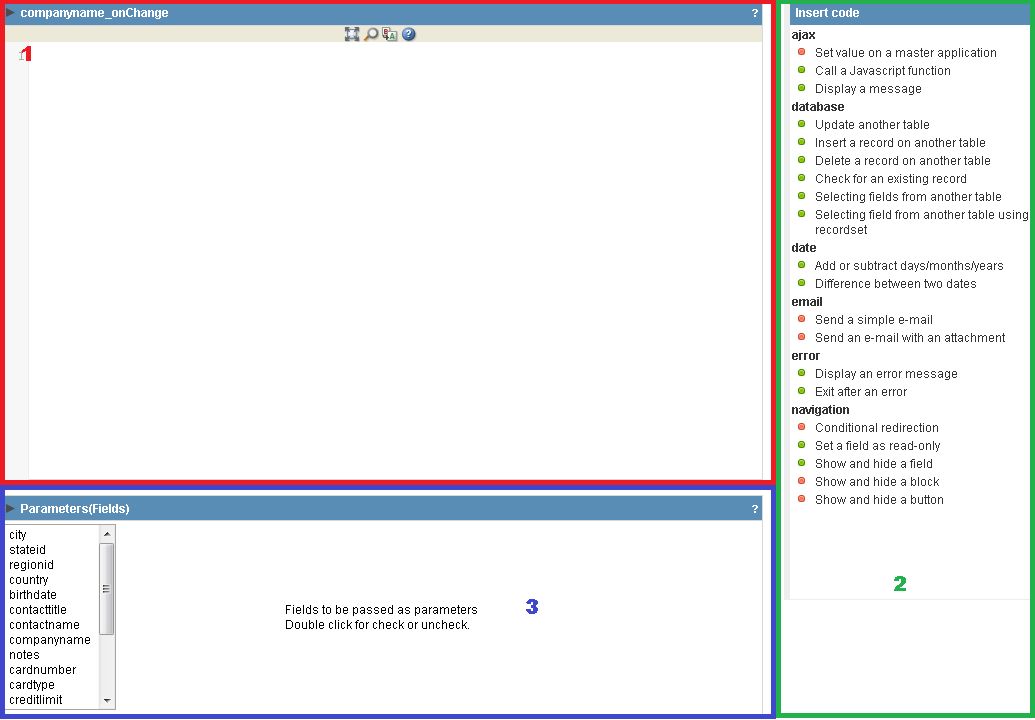 companyname_onChange ?
1
Insert code
ajax
Set value on a master application
Call a Javascript function
Display a message
database
Update another table
Insert a record on another table
Delete a record on another table
Check for an existing record
Selecting fields from another table
Selecting field from another table using
recordset
date
Add or subtract days/months/years
Difference between two dates
email
Send a simple e-mail
Send an e-mail with an attachment
error
Display an error message
Exit after an error
navigation
Conditional redirection
Set a field as read-only
Show and hide a field
Show and hide a block
Show and hide a button
2
Parameters(Fields) ?
city
stateid
regionid
country
birthdate
contacttitle
contactname
companyname
notes
cardnumber
cardtype
creditlimit
Fields to be passed as parameters
Double click for check or uncheck.
3